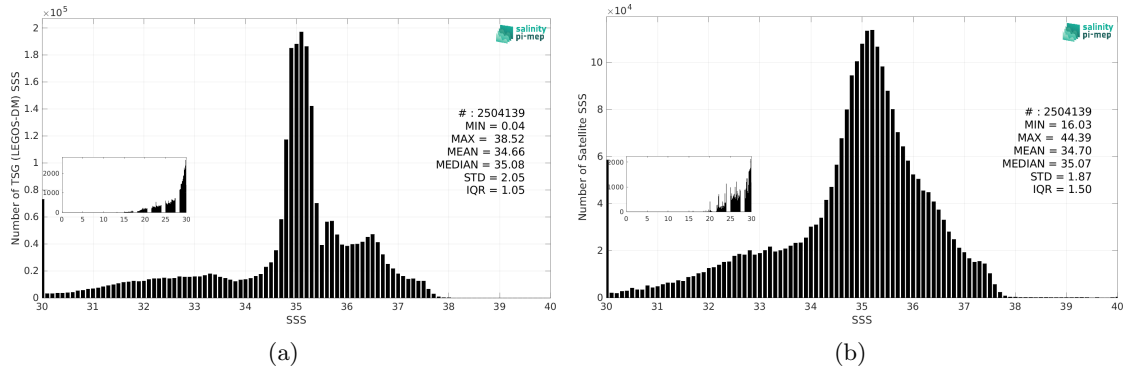 ×10^5
2
1.8
1.6
1.4
1.2
1
0.8
0.6
0.4
0.2
0
Number of TSG (LEGOS-DM) SSS
salinity
pi-mep
# : 2504139
MIN = 0.04
MAX = 38.52
MEAN = 34.66
MEDIAN = 35.08
STD = 2.05
IQR = 1.05
2000
1000
0
0 5 10 15 20 25 30
30 31 32 33 34 35 36 37 38 39 40
SSS
(a)
×10^4
10
8
6
4
2
0
Number of Satellite SSS
salinity
pi-mep
# : 2504139
MIN = 16.03
MAX = 44.39
MEAN = 34.70
MEDIAN = 35.07
STD = 1.87
IQR = 1.50
2000
1000
0
0 5 10 15 20 25 30
30 31 32 33 34 35 36 37 38 39 40
SSS
(b)